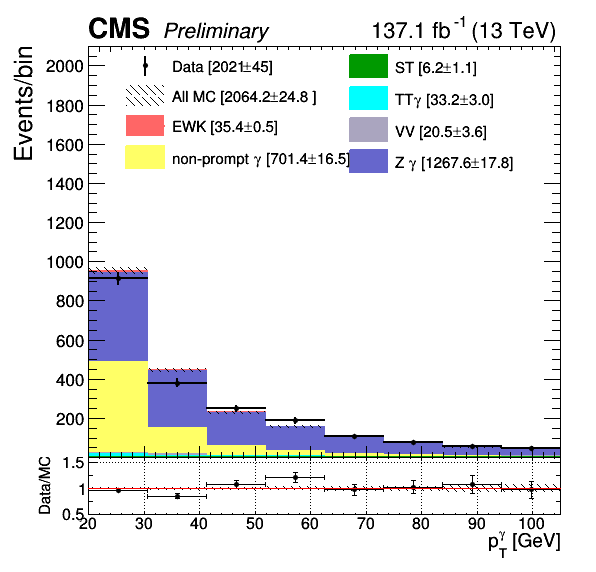 CMS Preliminary 137.1 fb⁻¹ (13 TeV)
Events/bin
2000
1800
1600
1400
1200
1000
800
600
400
200
Data [2021±45]
All MC [2064.2±24.8 ]
EWK [35.4±0.5]
non-prompt γ [701.4±16.5]
ST [6.2±1.1]
TTγ [33.2±3.0]
VV [20.5±3.6]
Z γ [1267.6±17.8]
Data/MC
1.5
1
0.5
20 30 40 50 60 70 80 90 100
p_T^γ [GeV]